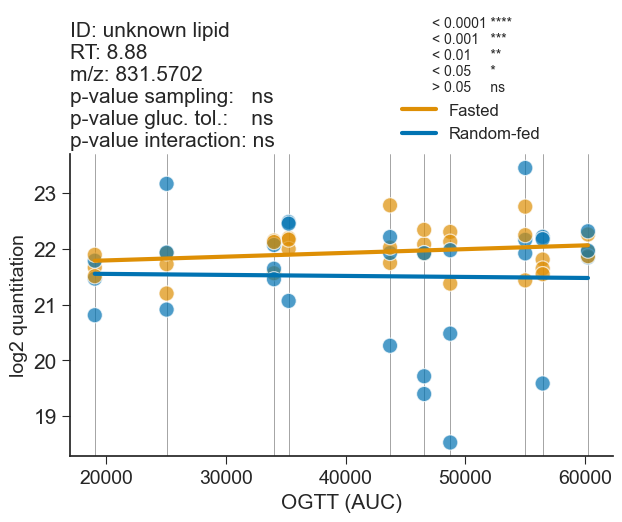 ID: unknown lipid
RT: 8.88
m/z: 831.5702
p-value sampling: ns
p-value gluc. tol.: ns
p-value interaction: ns
< 0.0001 ****
< 0.001 ***
< 0.01 **
< 0.05 *
> 0.05 ns
Fasted
Random-fed
log2 quantitation
23
22
21
20
19
20000 30000 40000 50000 60000
OGTT (AUC)